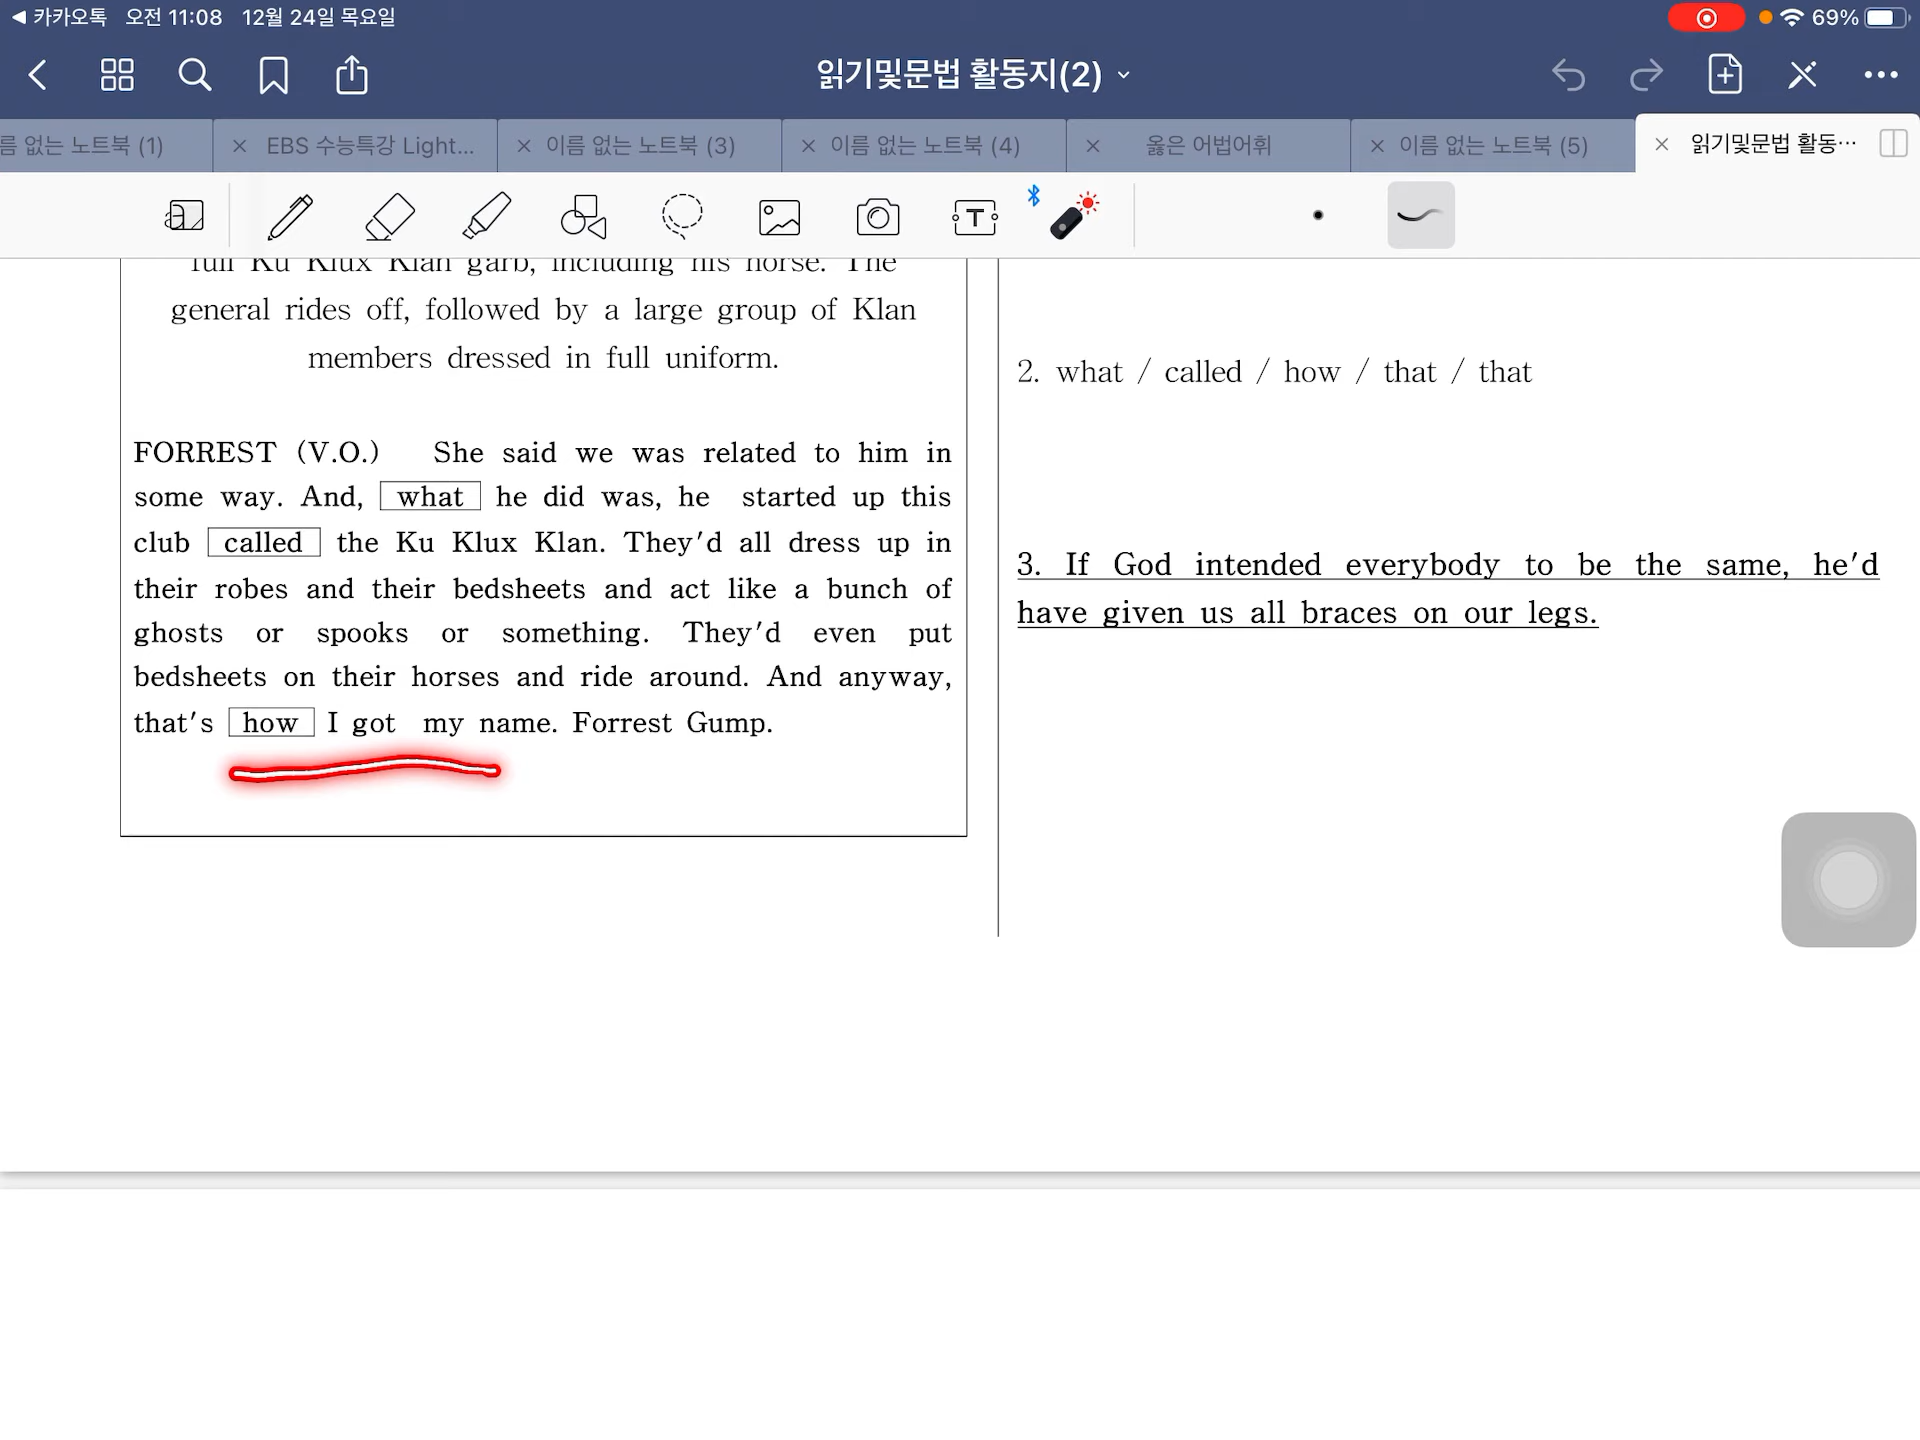 ◀ 카카오톡 오전 11:08 12월 24일 목요일 69%
읽기및문법 활동지(2)
름 없는 노트북 (1) × EBS 수능특강 Light... × 이름 없는 노트북 (3) × 이름 없는 노트북 (4) × 옳은 어법어휘 × 이름 없는 노트북 (5) × 읽기및문법 활동…
full Ku Klux Klan garb, including his horse. The
general rides off, followed by a large group of Klan
members dressed in full uniform.
FORREST (V.O.) She said we was related to him in
some way. And, what he did was, he started up this
club called the Ku Klux Klan. They'd all dress up in
their robes and their bedsheets and act like a bunch of
ghosts or spooks or something. They'd even put
bedsheets on their horses and ride around. And anyway,
that's how I got my name. Forrest Gump.
2. what / called / how / that / that
3. If God intended everybody to be the same, he'd
have given us all braces on our legs.